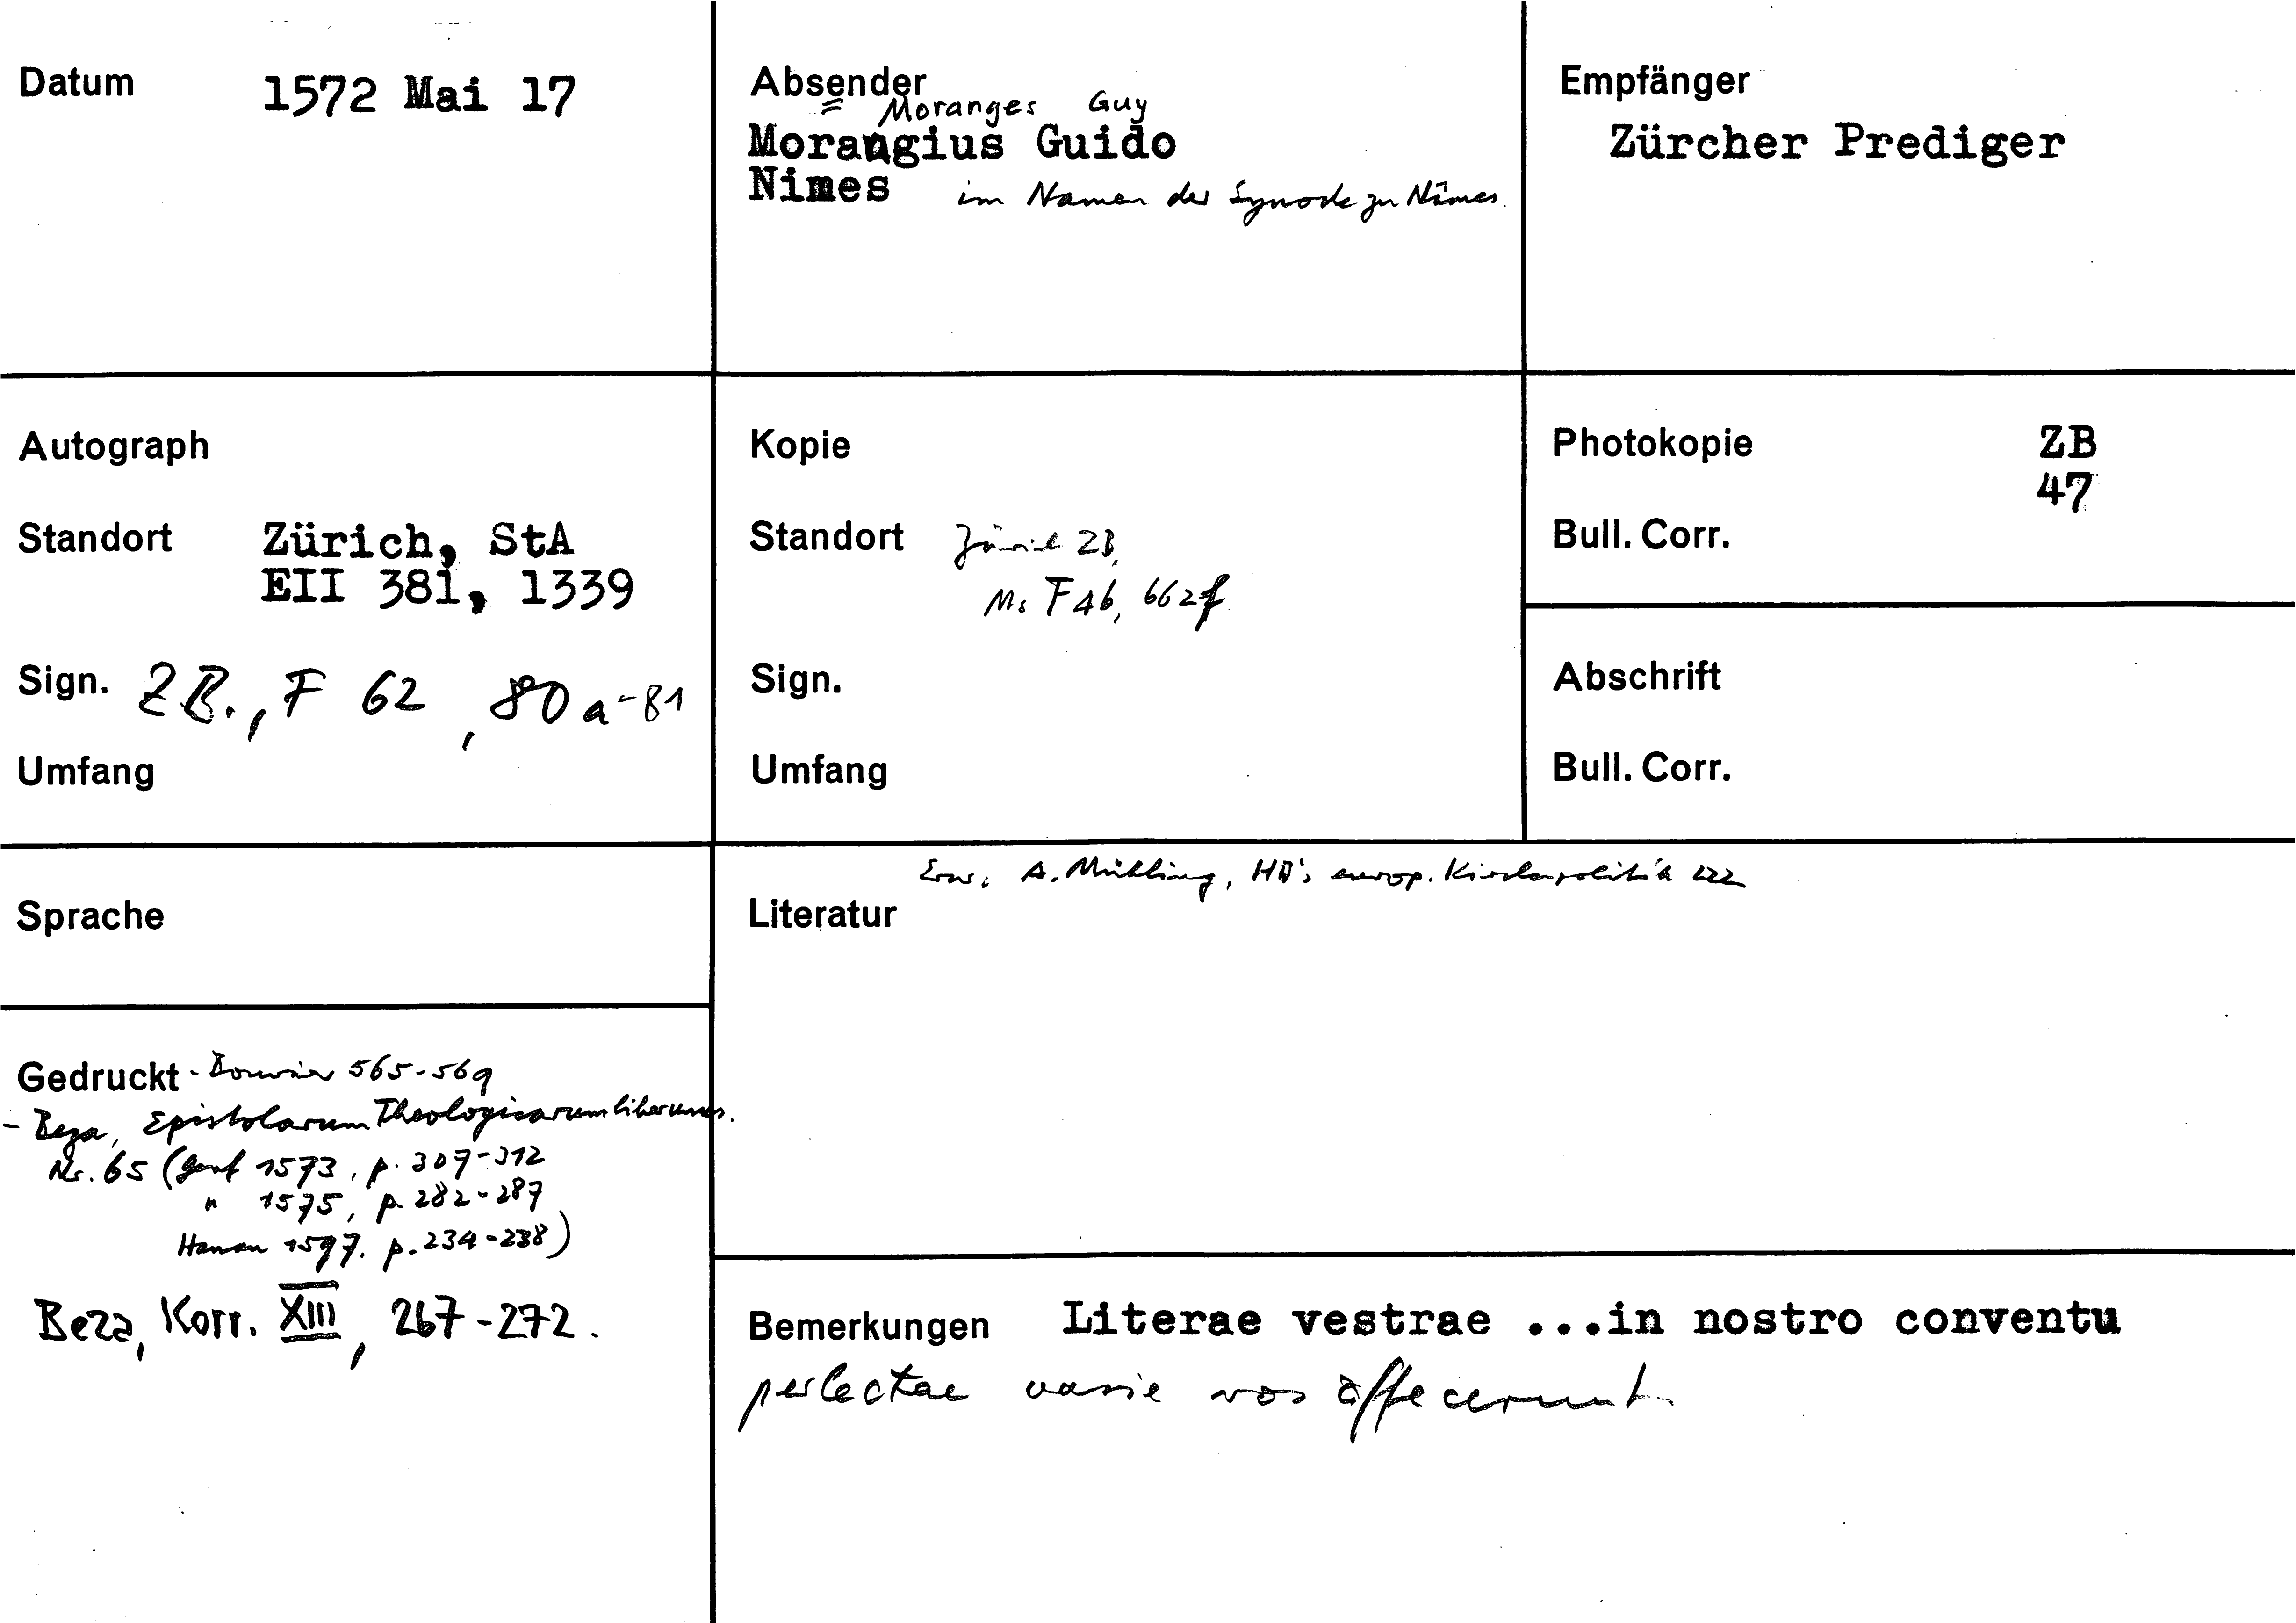 Datum 1572 Mai 17
Absender
= Moranges Guy
Morangius Guido
Nimes im Namen der Synode zu Nîmes.
Empfänger
Zürcher Prediger
Autograph
Standort Zürich, StA
EII 381, 1339
Sign. ZB., F 62, 80a-81
Umfang
Kopie
Standort Zürich ZB,
Ms F 46, 662f
Sign.
Umfang
Photokopie ZB
47
Bull. Corr.
Abschrift
Bull. Corr.
Sprache
Erw. A. Mühling, HB's europ. Kirchenpolitik 222
Literatur
Gedruckt - Bouvier 565-569
- Beza, Epistolarum Theologicarum liber unus.
Nr. 65 (Genf 1573, p. 307-312
" 1575, p. 282-287
Hanau 1597, p. 234-238)
Beza, Korr. XIII, 267-272.
Bemerkungen Literae vestrae ...in nostro conventu
perlectae varie nos affecerunt